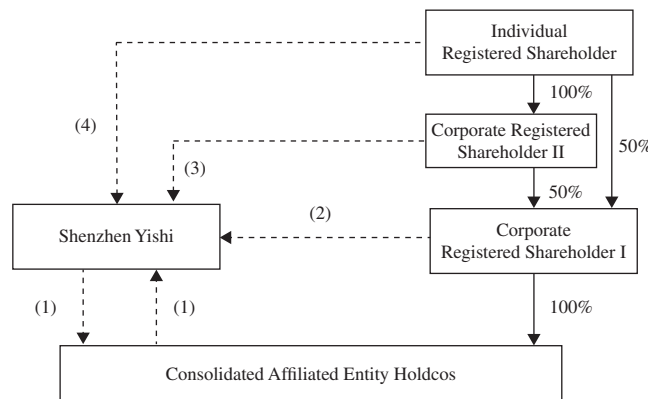 Individual
Registered Shareholder
100%
(4)
Corporate Registered
Shareholder II
50%
(3)
50%
(2)
Shenzhen Yishi
Corporate
Registered Shareholder I
(1)
(1)
100%
Consolidated Affiliated Entity Holdcos